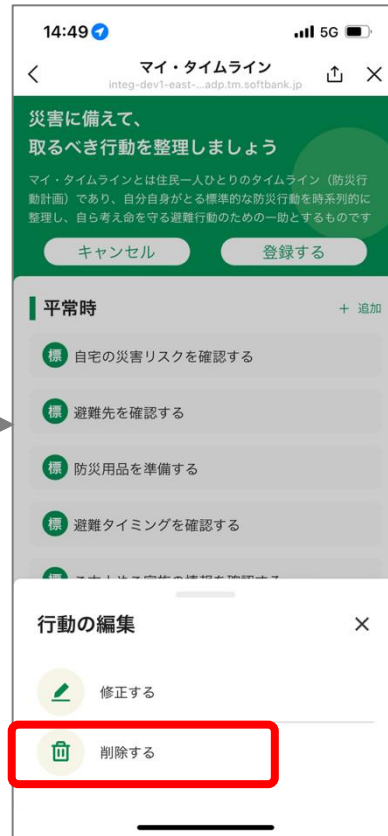 14:49
5G
マイ・タイムライン
integ-dev1-east-...adp.tm.softbank.jp
災害に備えて、
取るべき行動を整理しましょう
マイ・タイムラインとは住民一人ひとりのタイムライン（防災行
動計画）であり、自分自身がとる標準的な防災行動を時系列的に
整理し、自ら考え命を守る避難行動のための一助とするものです
キャンセル
登録する
平常時
+ 追加
標 自宅の災害リスクを確認する
標 避難先を確認する
標 防災用品を準備する
標 避難タイミングを確認する
行動の編集
修正する
削除する